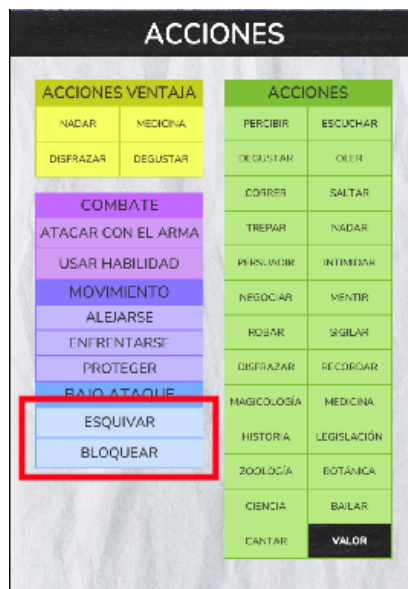 ACCIONES
ACCIONES VENTAJA
NADAR MEDICINA
DISFRAZAR DEGUSTAR
COMBATE
ATACAR CON EL ARMA
USAR HABILIDAD
MOVIMIENTO
ALEJARSE
ENFRENTARSE
PROTEGER
BAJO ATAQUE
ESQUIVAR
BLOQUEAR
ACCIONES
PERCIBIR ESCUCHAR
DEGUSTAR OLER
CORRER SALTAR
TREPAR NADAR
PERSUADIR INTIMIDAR
NEGOCIAR MENTIR
ROBAR SIGILAR
DISFRAZAR RECORDAR
MAGICOLOGÍA MEDICINA
HISTORIA LEGISLACIÓN
ZOOLOGÍA BOTÁNICA
CIENCIA BAILAR
CANTAR VALOR